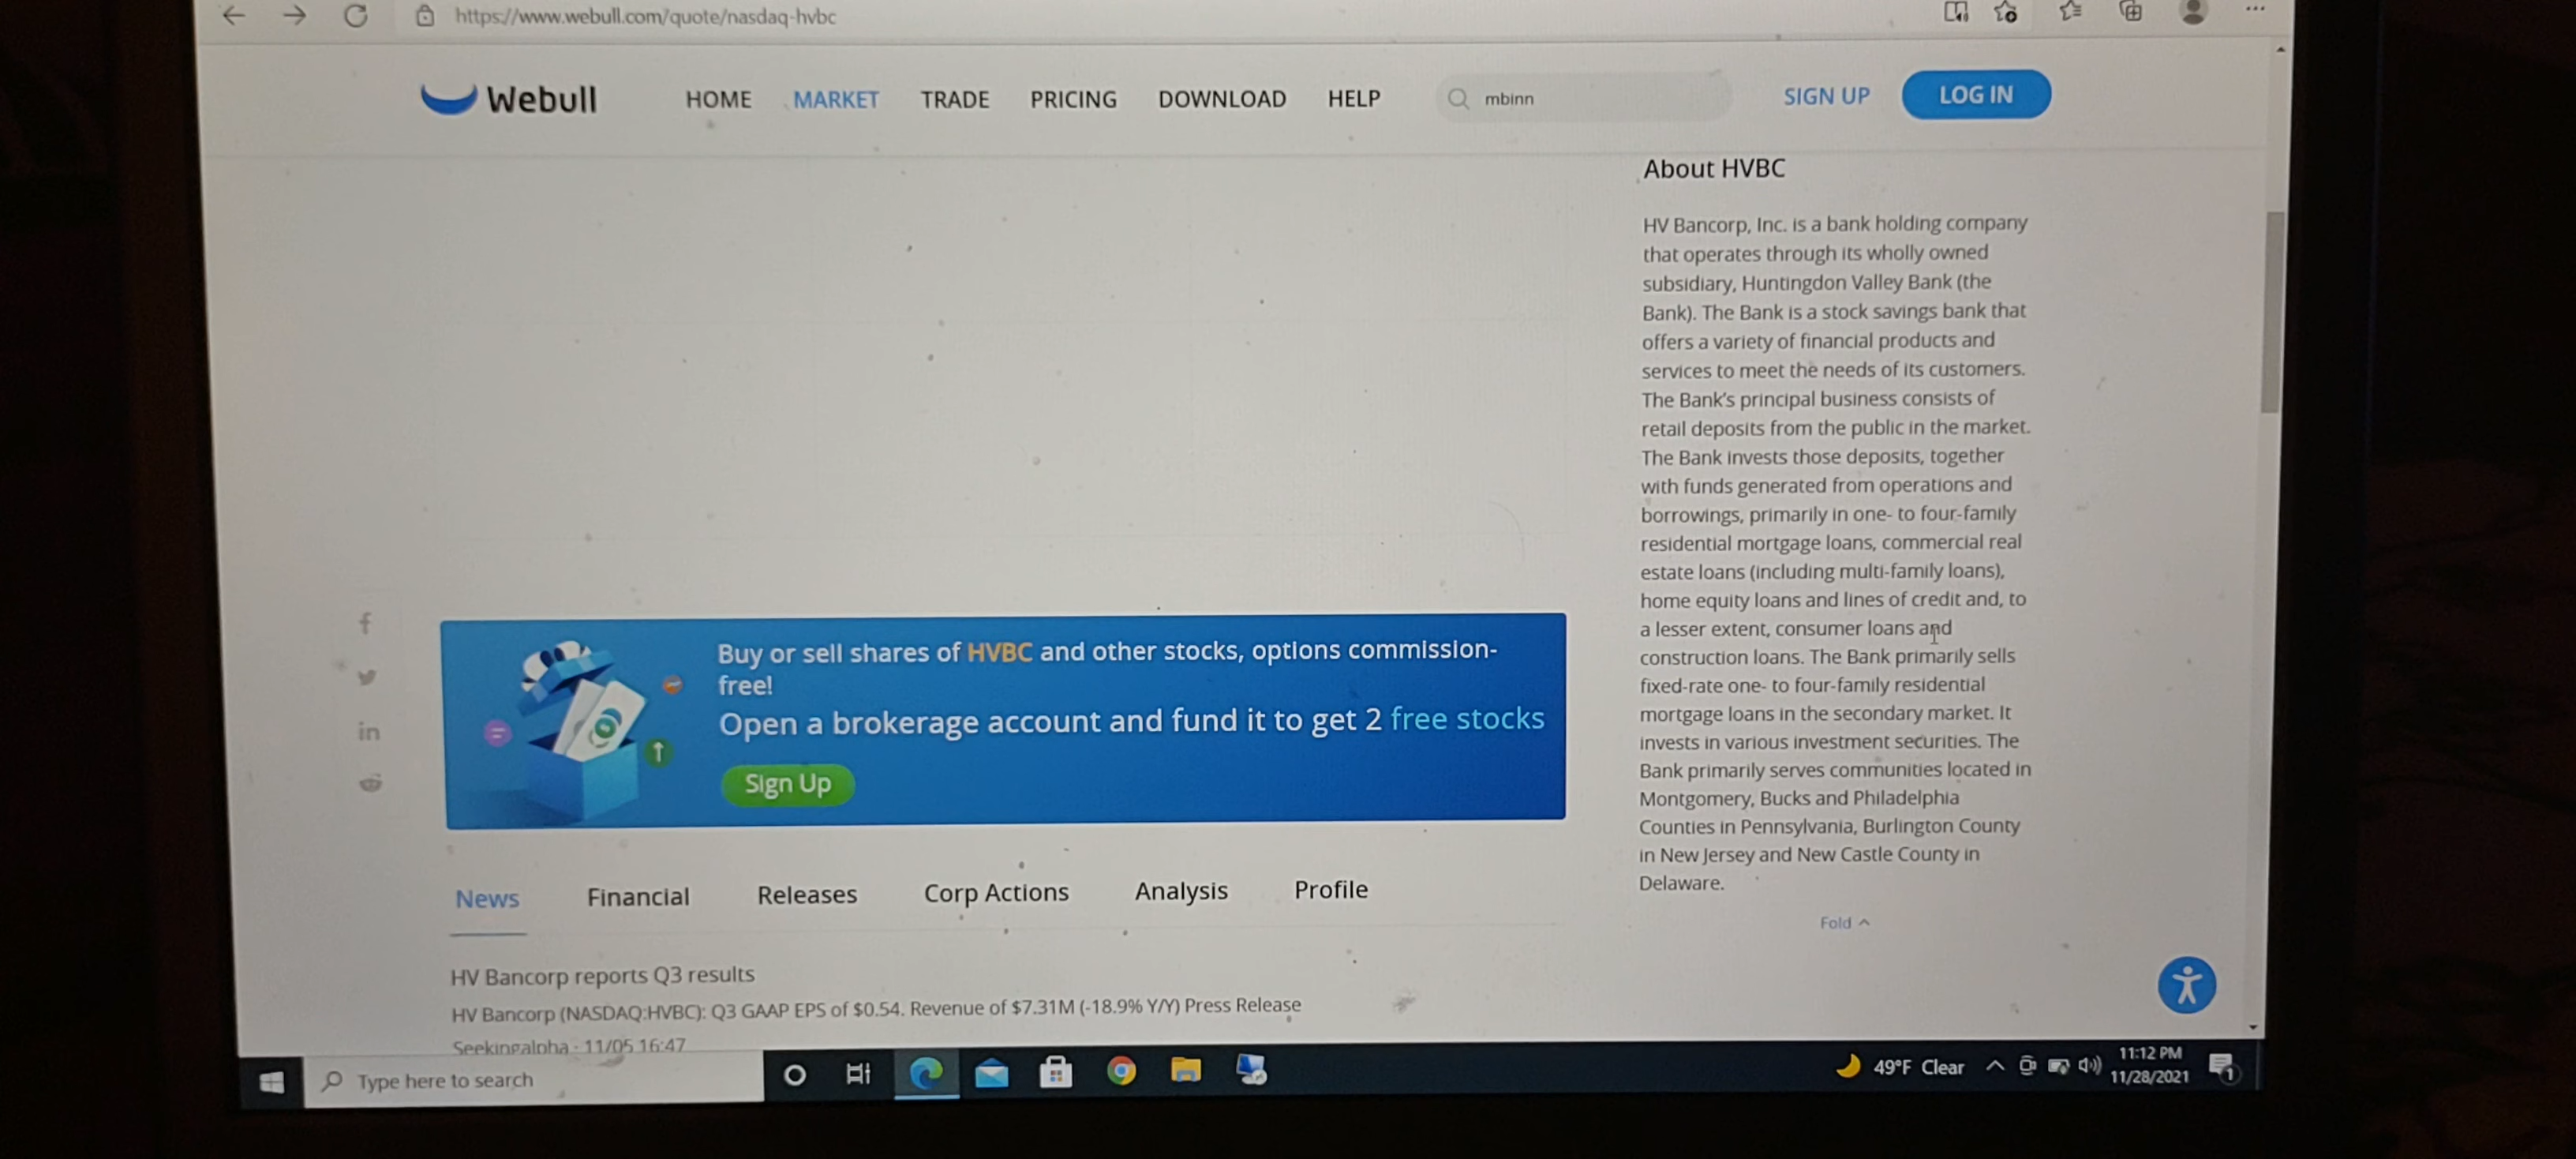 https://www.webull.com/quote/nasdaq-hvbc
Webull
HOME
MARKET
TRADE
PRICING
DOWNLOAD
HELP
mbinn
SIGN UP
LOG IN
About HVBC
HV Bancorp, Inc. is a bank holding company
that operates through its wholly owned
subsidiary, Huntingdon Valley Bank (the
Bank). The Bank is a stock savings bank that
offers a variety of financial products and
services to meet the needs of its customers.
The Bank's principal business consists of
retail deposits from the public in the market.
The Bank invests those deposits, together
with funds generated from operations and
borrowings, primarily in one- to four-family
residential mortgage loans, commercial real
estate loans (including multi-family loans),
home equity loans and lines of credit and, to
a lesser extent, consumer loans and
construction loans. The Bank primarily sells
fixed-rate one- to four-family residential
mortgage loans in the secondary market. It
invests in various investment securities. The
Bank primarily serves communities located in
Montgomery, Bucks and Philadelphia
Counties in Pennsylvania, Burlington County
in New Jersey and New Castle County in
Delaware.
Fold
Buy or sell shares of HVBC and other stocks, options commission-
free!
Open a brokerage account and fund it to get 2 free stocks
Sign Up
News
Financial
Releases
Corp Actions
Analysis
Profile
HV Bancorp reports Q3 results
HV Bancorp (NASDAQ:HVBC): Q3 GAAP EPS of $0.54. Revenue of $7.31M (-18.9% Y/Y) Press Release
Seekingalpha · 11/05 16:47
Type here to search
49°F Clear
11:12 PM
11/28/2021
1